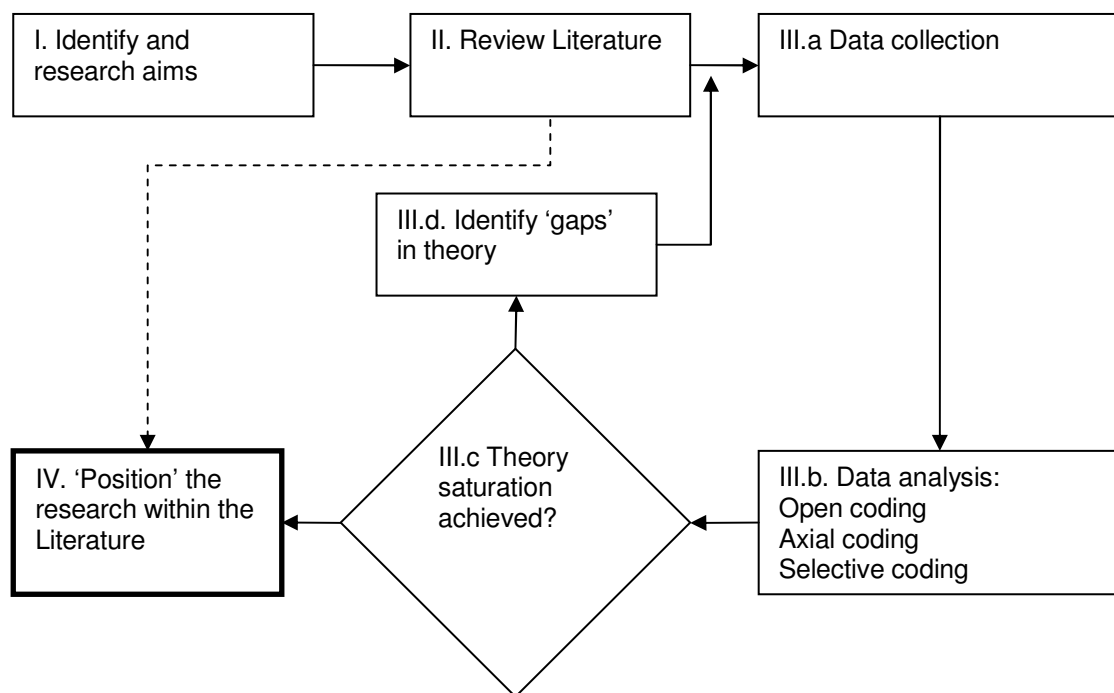 I. Identify and
research aims
II. Review Literature
III.a Data collection
III.d. Identify ‘gaps’
in theory
III.c Theory
saturation
achieved?
IV. ‘Position’ the
research within the
Literature
III.b. Data analysis:
Open coding
Axial coding
Selective coding